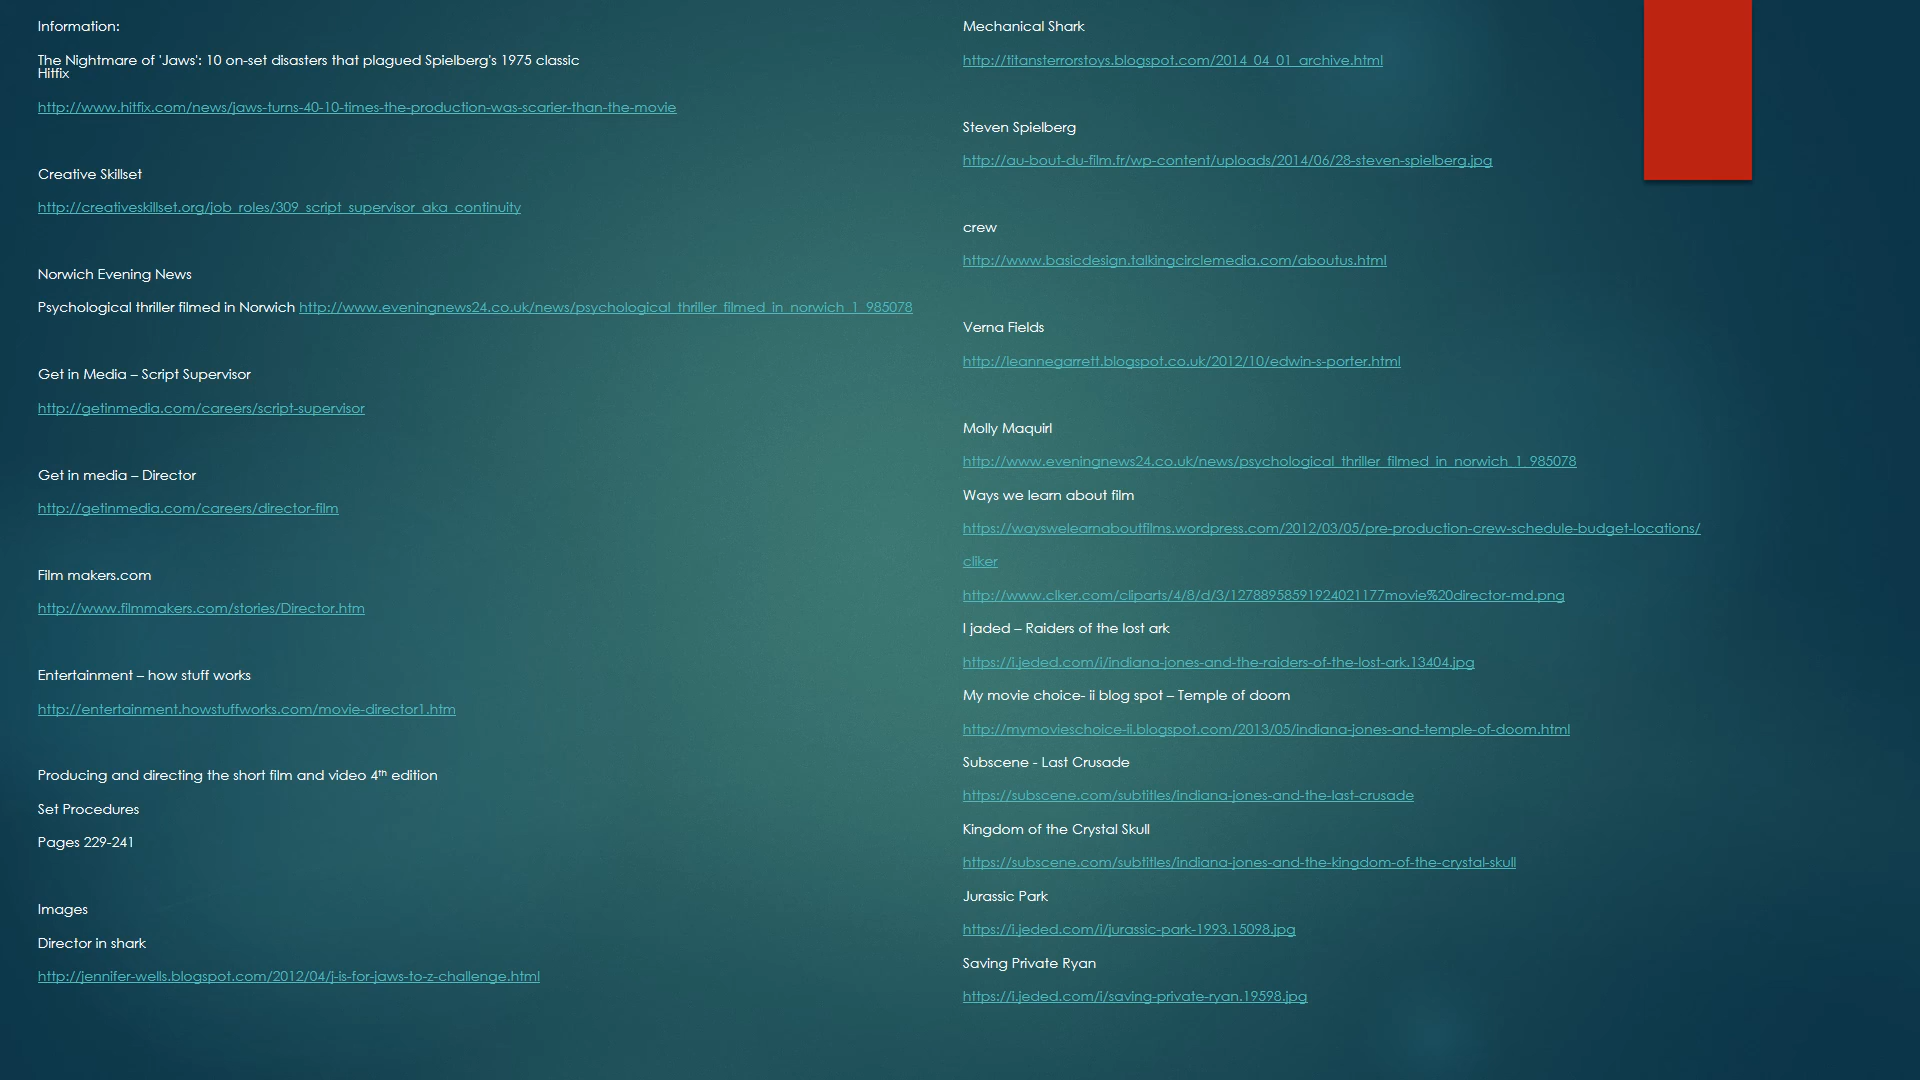 Information:
The Nightmare of 'Jaws': 10 on-set disasters that plagued Spielberg's 1975 classic
Hitfix
http://www.hitfix.com/news/jaws-turns-40-10-times-the-production-was-scarier-than-the-movie
Creative Skillset
http://creativeskillset.org/job_roles/309_script_supervisor_aka_continuity
Norwich Evening News
Psychological thriller filmed in Norwich http://www.eveningnews24.co.uk/news/psychological_thriller_filmed_in_norwich_1_985078
Get in Media – Script Supervisor
http://getinmedia.com/careers/script-supervisor
Get in media – Director
http://getinmedia.com/careers/director-film
Film makers.com
http://www.filmmakers.com/stories/Director.htm
Entertainment – how stuff works
http://entertainment.howstuffworks.com/movie-director1.htm
Producing and directing the short film and video 4th edition
Set Procedures
Pages 229-241
Images
Director in shark
http://jennifer-wells.blogspot.com/2012/04/j-is-for-jaws-to-z-challenge.html
Mechanical Shark
http://titansterrorstoys.blogspot.com/2014_04_01_archive.html
Steven Spielberg
http://au-bout-du-film.fr/wp-content/uploads/2014/06/28-steven-spielberg.jpg
crew
http://www.basicdesign.talkingcirclemedia.com/aboutus.html
Verna Fields
http://leannegarrett.blogspot.co.uk/2012/10/edwin-s-porter.html
Molly Maquirl
http://www.eveningnews24.co.uk/news/psychological_thriller_filmed_in_norwich_1_985078
Ways we learn about film
https://wayswelearnaboutfilms.wordpress.com/2012/03/05/pre-production-crew-schedule-budget-locations/
cliker
http://www.clker.com/cliparts/4/8/d/3/12788958591924021177movie%20director-md.png
I jaded – Raiders of the lost ark
https://i.jeded.com/i/indiana-jones-and-the-raiders-of-the-lost-ark.13404.jpg
My movie choice- ii blog spot – Temple of doom
http://mymovieschoice-ii.blogspot.com/2013/05/indiana-jones-and-temple-of-doom.html
Subscene - Last Crusade
https://subscene.com/subtitles/indiana-jones-and-the-last-crusade
Kingdom of the Crystal Skull
https://subscene.com/subtitles/indiana-jones-and-the-kingdom-of-the-crystal-skull
Jurassic Park
https://i.jeded.com/i/jurassic-park-1993.15098.jpg
Saving Private Ryan
https://i.jeded.com/i/saving-private-ryan.19598.jpg